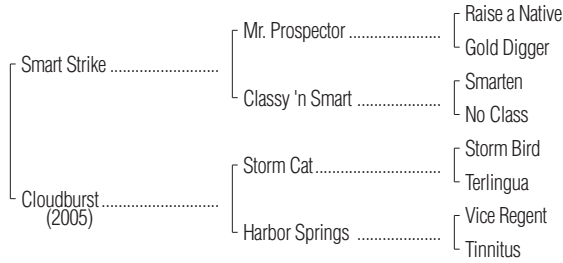 Raise a Native
Mr. Prospector ....................
Gold Digger
Smart Strike ........................
Smarten
Classy 'n Smart ..................
No Class
Storm Bird
Storm Cat............................
Terlingua
Cloudburst..........................
(2005)
Vice Regent
Harbor Springs ..................
Tinnitus